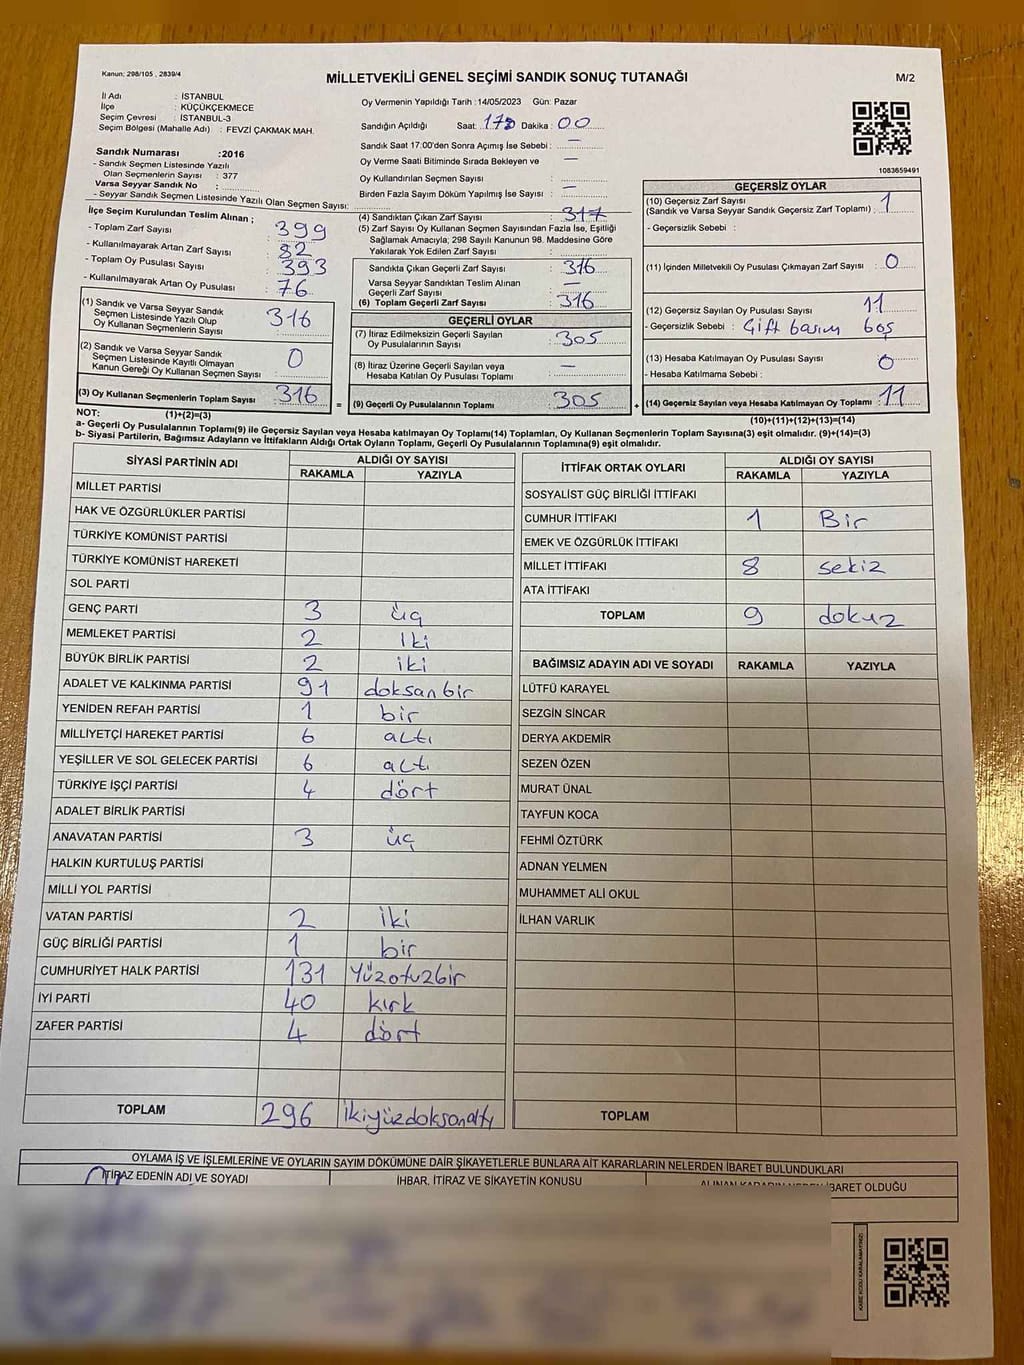 Kanun: 298/105 , 2839/4
MİLLETVEKİLİ GENEL SEÇİMİ SANDIK SONUÇ TUTANAĞI
M/2
İl Adı : İSTANBUL
İlçe : KÜÇÜKÇEKMECE
Seçim Çevresi : İSTANBUL-3
Seçim Bölgesi (Mahalle Adı) : FEVZİ ÇAKMAK MAH.
Sandık Numarası :2016
- Sandık Seçmen Listesinde Yazılı
Olan Seçmenlerin Sayısı : 377
Varsa Seyyar Sandık No :
- Seyyar Sandık Seçmen Listesinde Yazılı Olan Seçmen Sayısı:
Oy Vermenin Yapıldığı Tarih :14/05/2023 Gün: Pazar
Sandığın Açıldığı Saat: 17 Dakika : 00
Sandık Saat 17:00'den Sonra Açımış İse Sebebi : —
Oy Verme Saati Bitiminde Sırada Bekleyen ve —
Oy Kullandırılan Seçmen Sayısı :
Birden Fazla Sayım Döküm Yapılmış İse Sayısı : —
1083659491
İlçe Seçim Kurulundan Teslim Alınan ;
- Toplam Zarf Sayısı : 399
- Kullanılmayarak Artan Zarf Sayısı : 82
- Toplam Oy Pusulası Sayısı : 393
- Kullanılmayarak Artan Oy Pusulası : 76
(1) Sandık ve Varsa Seyyar Sandık
Seçmen Listesinde Yazılı Olup
Oy Kullanan Seçmenlerin Sayısı : 316
(2) Sandık ve Varsa Seyyar Sandık
Seçmen Listesinde Kayıtlı Olmayan
Kanun Gereği Oy Kullanan Seçmen Sayısı : 0
(3) Oy Kullanan Seçmenlerin Toplam Sayısı : 316
(4) Sandıktan Çıkan Zarf Sayısı : 317
(5) Zarf Sayısı Oy Kullanan Seçmen Sayısından Fazla İse, Eşitliği
Sağlamak Amacıyla; 298 Sayılı Kanunun 98. Maddesine Göre
Yakılarak Yok Edilen Zarf Sayısı :
Sandıkta Çıkan Geçerli Zarf Sayısı : 316
Varsa Seyyar Sandıktan Teslim Alınan
Geçerli Zarf Sayısı : —
(6) Toplam Geçerli Zarf Sayısı : 316
GEÇERLİ OYLAR
(7) İtiraz Edilmeksizin Geçerli Sayılan
Oy Pusulalarının Sayısı : 305
(8) İtiraz Üzerine Geçerli Sayılan veya
Hesaba Katılan Oy Pusulası Toplamı : —
= (9) Geçerli Oy Pusulalarının Toplamı : 305
GEÇERSİZ OYLAR
(10) Geçersiz Zarf Sayısı
(Sandık ve Varsa Seyyar Sandık Geçersiz Zarf Toplamı) : 1
- Geçersizlik Sebebi :
(11) İçinden Milletvekili Oy Pusulası Çıkmayan Zarf Sayısı : 0
(12) Geçersiz Sayılan Oy Pusulası Sayısı : 11
- Geçersizlik Sebebi : Çift basım boş
(13) Hesaba Katılmayan Oy Pusulası Sayısı : 0
- Hesaba Katılmama Sebebi :
+ (14) Geçersiz Sayılan veya Hesaba Katılmayan Oy Toplamı : 11
NOT: (1)+(2)=(3)
(10)+(11)+(12)+(13)=(14)
a- Geçerli Oy Pusulalarının Toplamı(9) ile Geçersiz Sayılan veya Hesaba katılmayan Oy Toplamı(14) Toplamları, Oy Kullanan Seçmenlerin Toplam Sayısına(3) eşit olmalıdır. (9)+(14)=(3)
b- Siyasi Partilerin, Bağımsız Adayların ve İttifakların Aldığı Ortak Oyların Toplamı, Geçerli Oy Pusulalarının Toplamına(9) eşit olmalıdır.
SİYASİ PARTİNİN ADI ALDIĞI OY SAYISI
RAKAMLA YAZIYLA
MİLLET PARTİSİ
HAK VE ÖZGÜRLÜKLER PARTİSİ
TÜRKİYE KOMÜNİST PARTİSİ
TÜRKİYE KOMÜNİST HAREKETİ
SOL PARTİ
GENÇ PARTİ 3 üç
MEMLEKET PARTİSİ 2 iki
BÜYÜK BİRLİK PARTİSİ 2 iki
ADALET VE KALKINMA PARTİSİ 91 doksan bir
YENİDEN REFAH PARTİSİ 1 bir
MİLLİYETÇİ HAREKET PARTİSİ 6 altı
YEŞİLLER VE SOL GELECEK PARTİSİ 6 altı
TÜRKİYE İŞÇİ PARTİSİ 4 dört
ADALET BİRLİK PARTİSİ
ANAVATAN PARTİSİ 3 üç
HALKIN KURTULUŞ PARTİSİ
MİLLİ YOL PARTİSİ
VATAN PARTİSİ 2 iki
GÜÇ BİRLİĞİ PARTİSİ 1 bir
CUMHURİYET HALK PARTİSİ 131 Yüzotuzbir
İYİ PARTİ 40 kırk
ZAFER PARTİSİ 4 dört
TOPLAM 296 ikiyüzdoksanaltı
İTTİFAK ORTAK OYLARI ALDIĞI OY SAYISI
RAKAMLA YAZIYLA
SOSYALİST GÜÇ BİRLİĞİ İTTİFAKI
CUMHUR İTTİFAKI 1 Bir
EMEK VE ÖZGÜRLÜK İTTİFAKI
MİLLET İTTİFAKI 8 sekiz
ATA İTTİFAKI
TOPLAM 9 dokuz
BAĞIMSIZ ADAYIN ADI VE SOYADI RAKAMLA YAZIYLA
LÜTFÜ KARAYEL
SEZGİN SİNCAR
DERYA AKDEMİR
SEZEN ÖZEN
MURAT ÜNAL
TAYFUN KOCA
FEHMİ ÖZTÜRK
ADNAN YELMEN
MUHAMMET ALİ OKUL
İLHAN VARLIK
TOPLAM
OYLAMA İŞ VE İŞLEMLERİNE VE OYLARIN SAYIM DÖKÜMÜNE DAİR ŞİKAYETLERLE BUNLARA AİT KARARLARIN NELERDEN İBARET BULUNDUKLARI
İTİRAZ EDENİN ADI VE SOYADI İHBAR, İTİRAZ VE ŞİKAYETİN KONUSU ALINAN KARARIN NEDEN İBARET OLDUĞU
KARE KODU KARALAMAYINIZ!